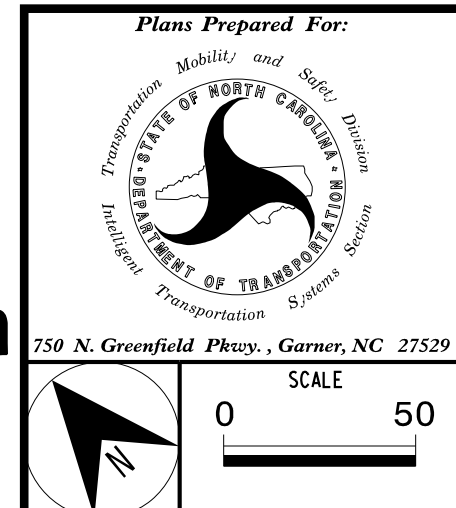 Plans Prepared For:
Transportation Mobility and Safety Division
STATE OF NORTH CAROLINA
DEPARTMENT OF TRANSPORTATION
Intelligent Transportation Systems Section
750 N. Greenfield Pkwy. , Garner, NC 27529
SCALE
0 50
N